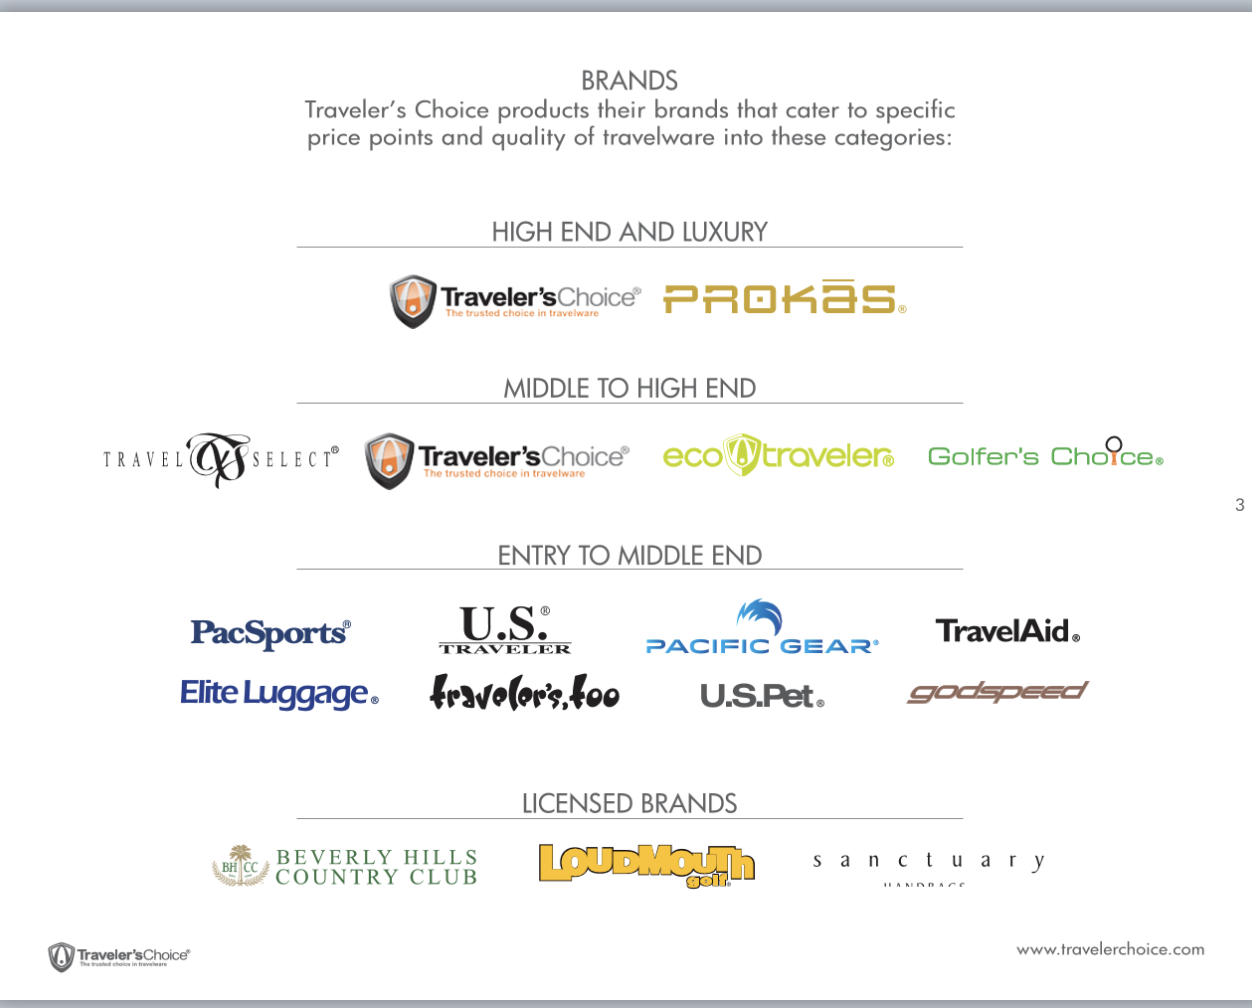 BRANDS
Traveler's Choice products their brands that cater to specific
price points and quality of travelware into these categories:
HIGH END AND LUXURY
Traveler'sChoice® PROKĀS®
The trusted choice in travelware
MIDDLE TO HIGH END
TRAVEL TS SELECT® Traveler'sChoice® eco traveler® Golfer's Choice®
The trusted choice in travelware
3
ENTRY TO MIDDLE END
PacSports® U.S.® TRAVELER PACIFIC GEAR® TravelAid®
Elite Luggage® traveler's,too U.S.Pet® godspeed
LICENSED BRANDS
BH CC BEVERLY HILLS LOUDMOUTH sanctuary
COUNTRY CLUB golf® HANDBAGS
Traveler'sChoice® www.travelerchoice.com
The trusted choice in travelware